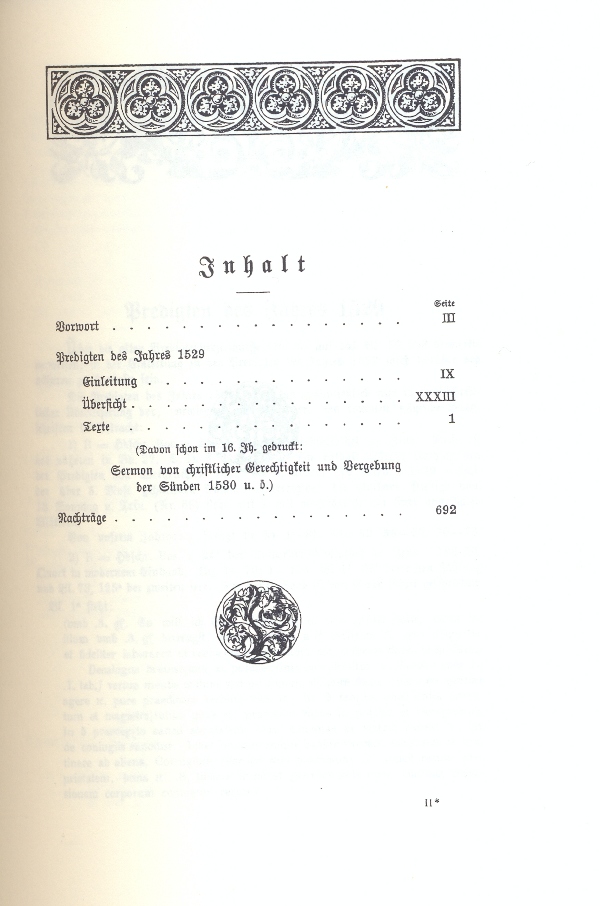 Inhalt
Seite
Vorwort . . . . . . . . . . . . . . . . . III
Predigten des Jahres 1529
Einleitung . . . . . . . . . . . . . . . IX
Übersicht . . . . . . . . . . . . . . . XXXIII
Texte . . . . . . . . . . . . . . . . 1
(Davon schon im 16. Jh. gedruckt:
Sermon von christlicher Gerechtigkeit und Vergebung
der Sünden 1530 u. ö.)
Nachträge . . . . . . . . . . . . . . . . 692
II*